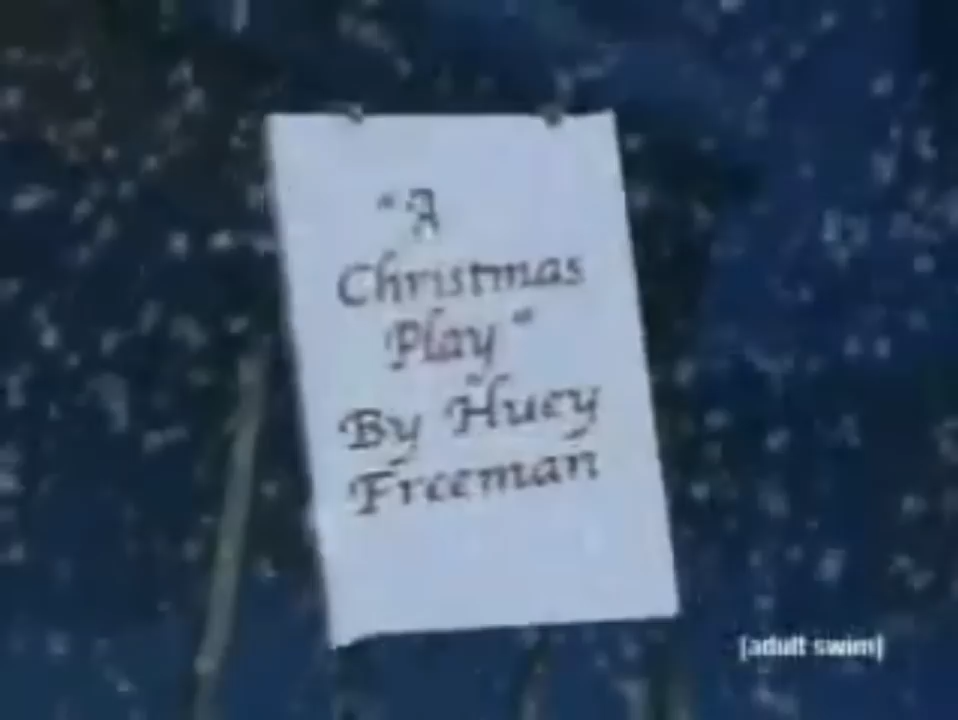 "A
Christmas
Play"
By Huey
Freeman
[adult swim]